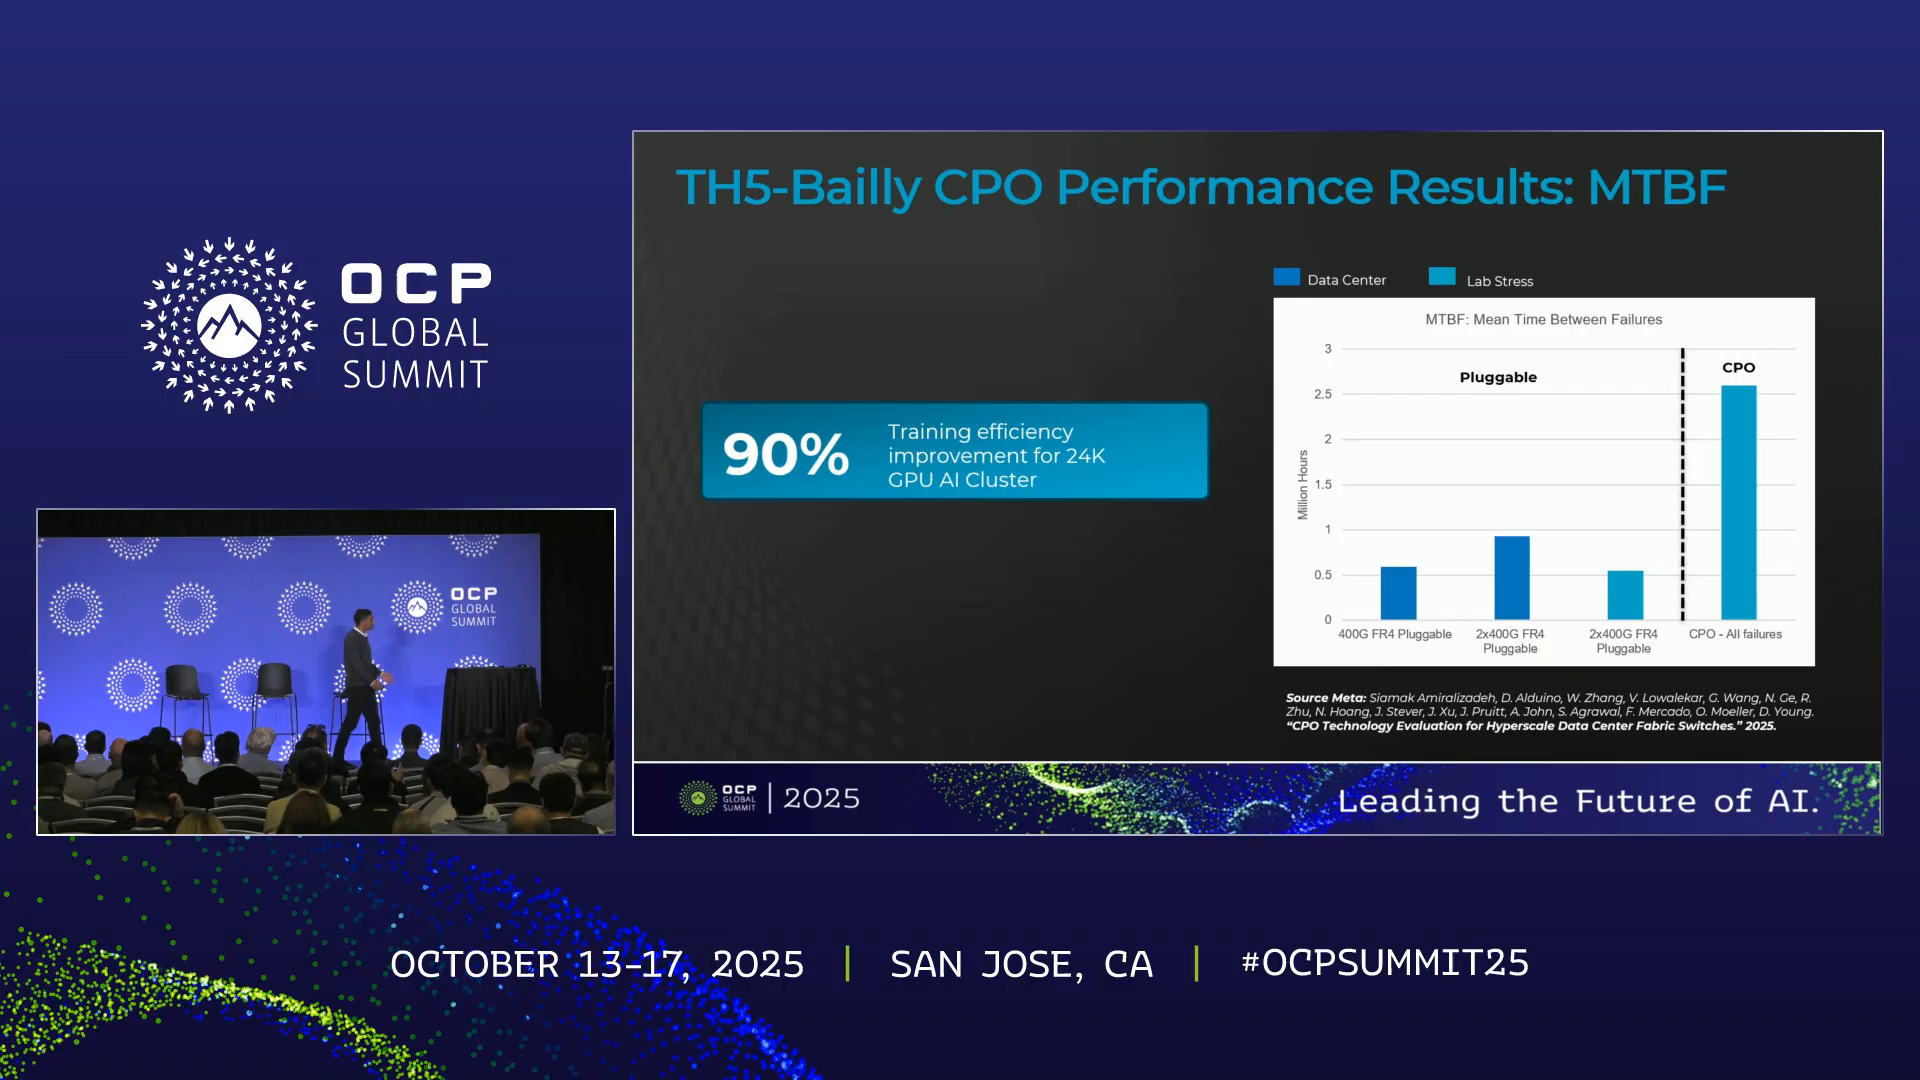 OCP
GLOBAL
SUMMIT
OCP
GLOBAL
SUMMIT
TH5-Bailly CPO Performance Results: MTBF
90%
Training efficiency
improvement for 24K
GPU AI Cluster
Data Center
Lab Stress
MTBF: Mean Time Between Failures
Million Hours
3
2.5
2
1.5
1
0.5
0
Pluggable
CPO
400G FR4 Pluggable
2x400G FR4
Pluggable
2x400G FR4
Pluggable
CPO - All failures
Source Meta: Siamak Amiralizadeh, D. Alduino, W. Zhang, V. Lowalekar, G. Wang, N. Ge, R.
Zhu, N. Hoang, J. Stever, J. Xu, J. Pruitt, A. John, S. Agrawal, F. Mercado, O. Moeller, D. Young.
“CPO Technology Evaluation for Hyperscale Data Center Fabric Switches.” 2025.
OCP
GLOBAL
SUMMIT
2025
Leading the Future of AI.
OCTOBER 13-17, 2025 | SAN JOSE, CA | #OCPSUMMIT25